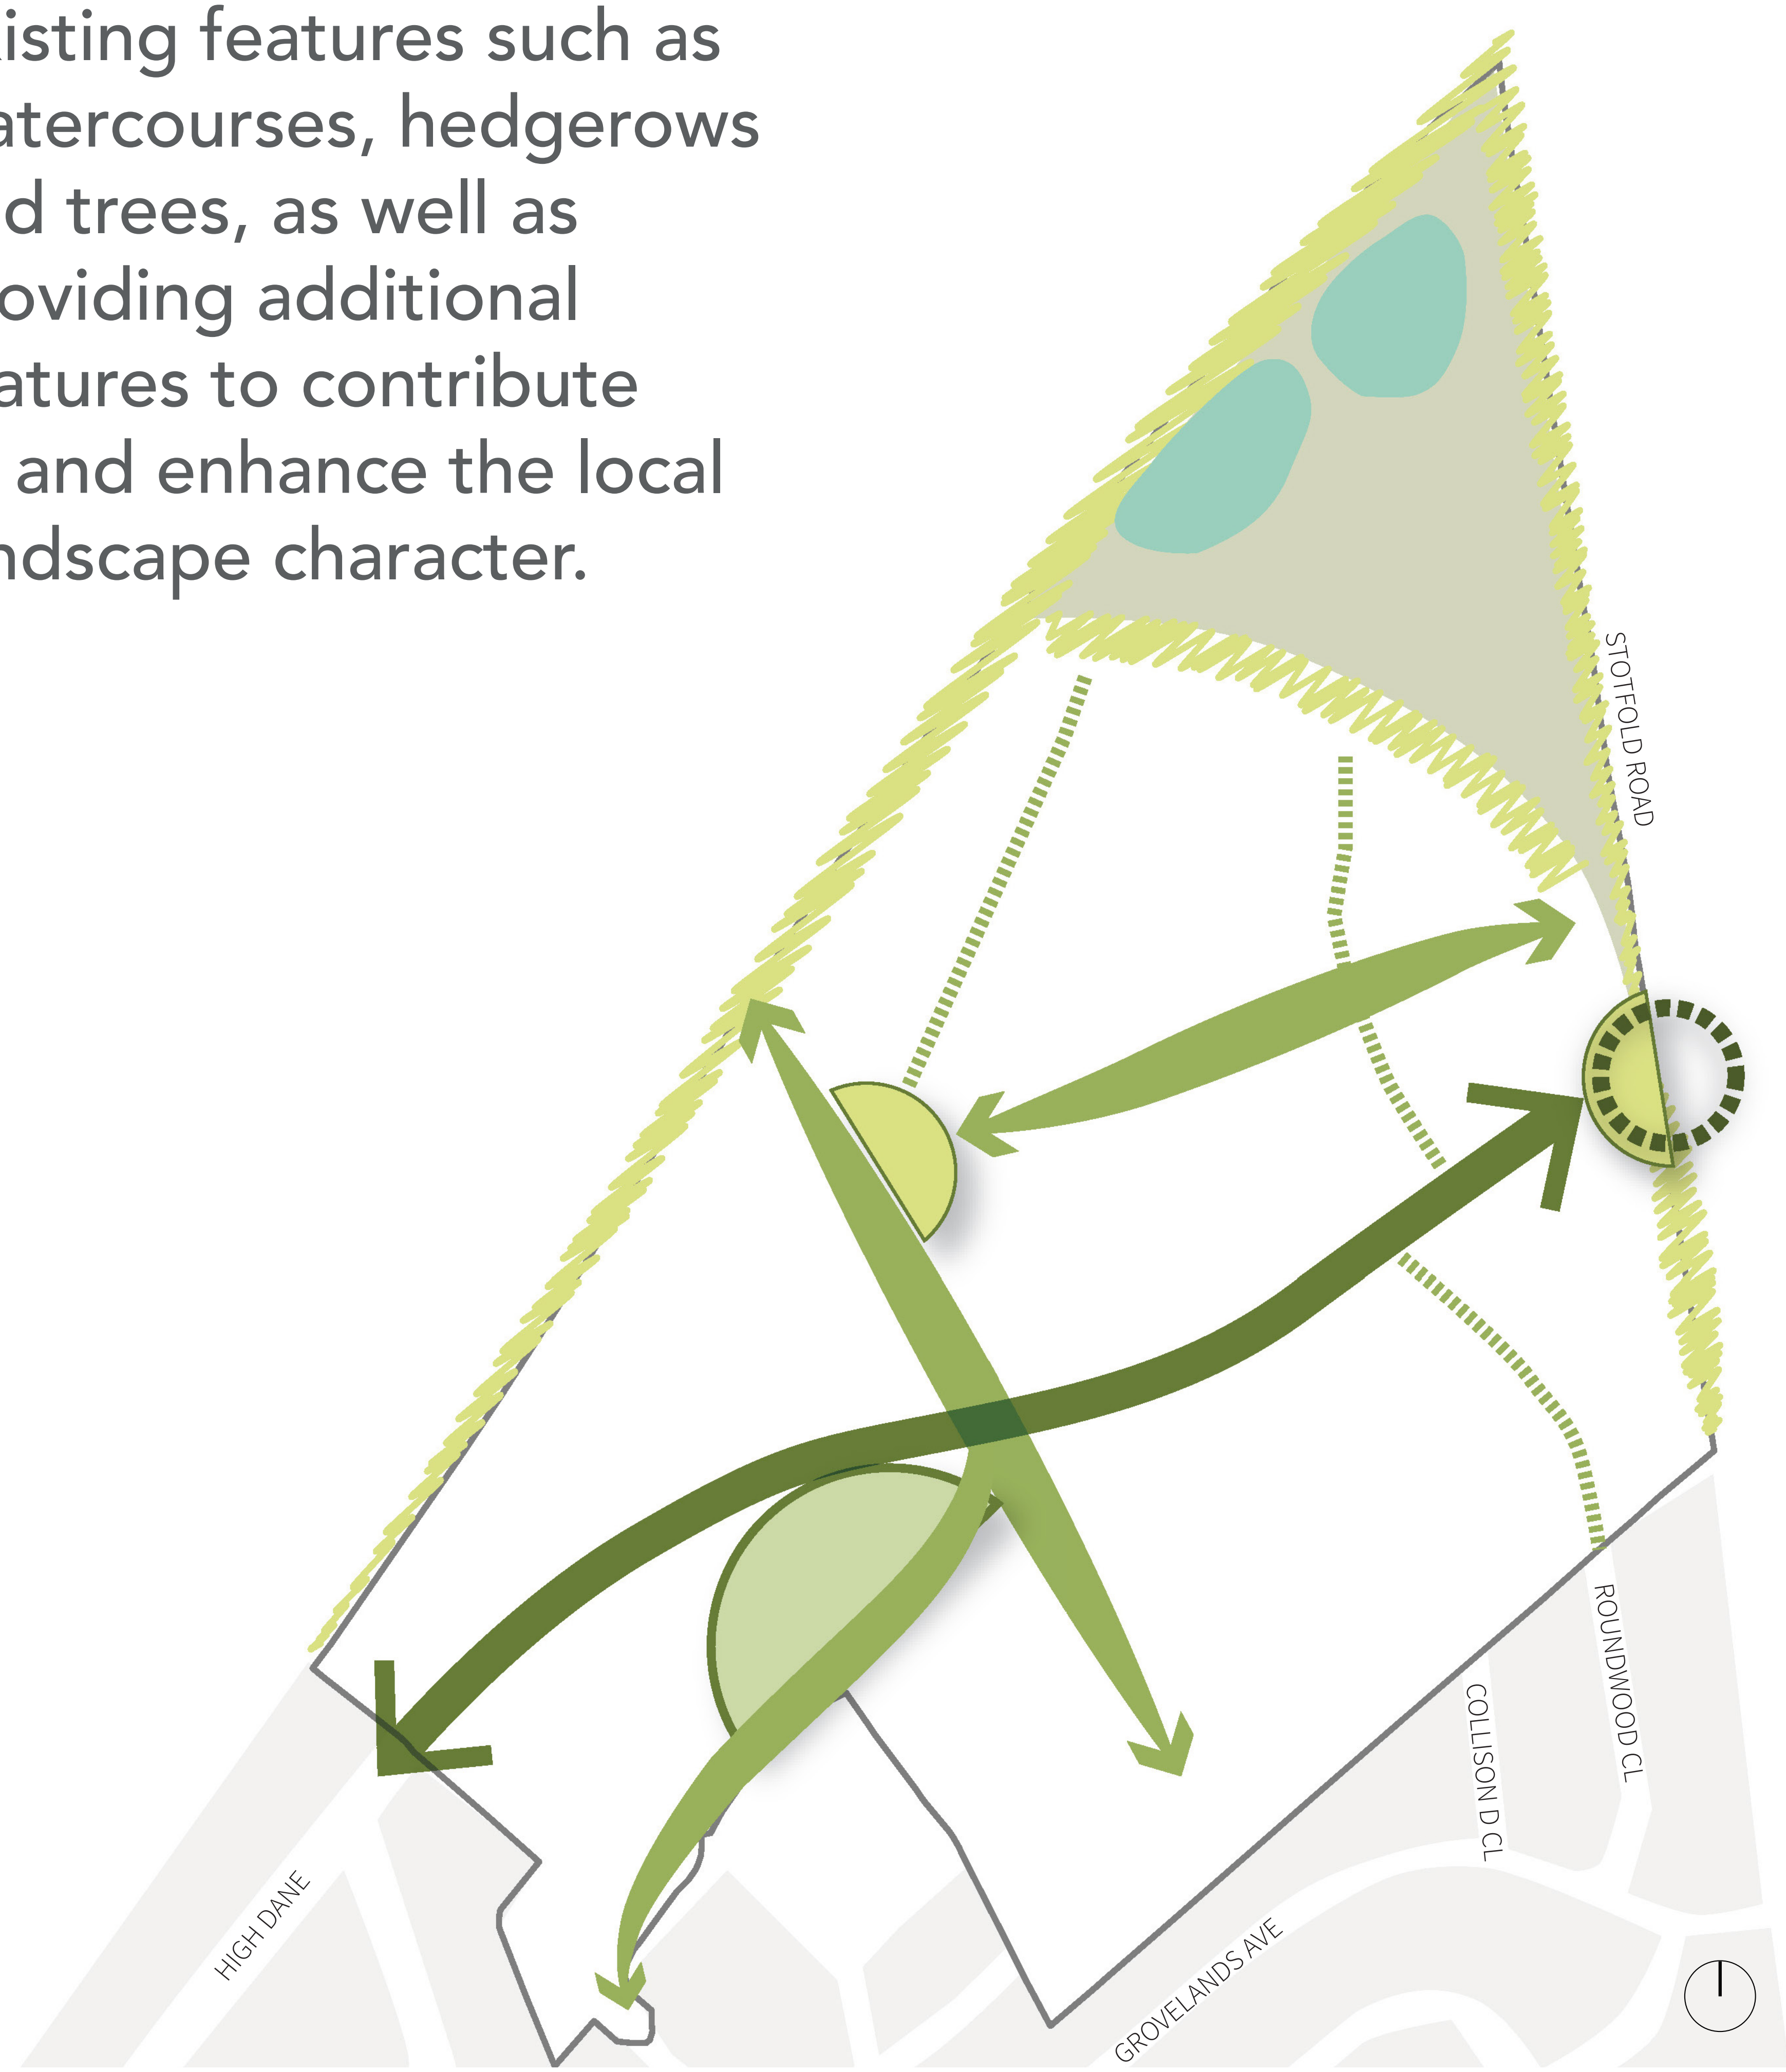 isting features such as
atercourses, hedgerows
d trees, as well as
oviding additional
atures to contribute
and enhance the local
ndscape character.
STOTFOLD ROAD
ROUNDWOOD CL
COLLISON D CL
HIGH DANE
GROVELANDS AVE